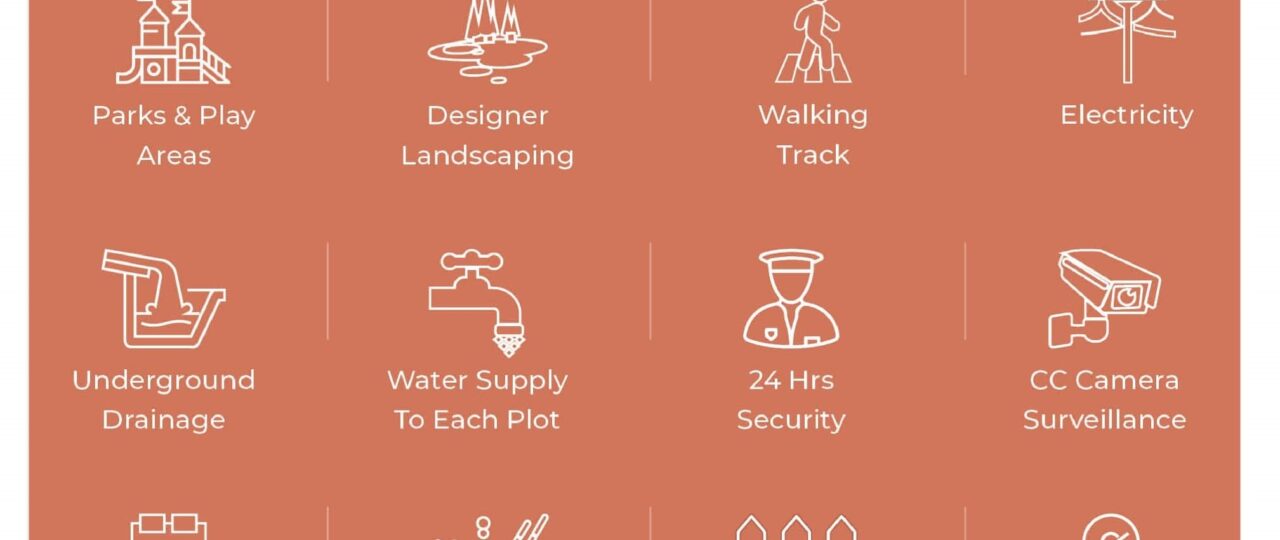 Parks & Play
Areas
Designer
Landscaping
Walking
Track
Electricity
Underground
Drainage
Water Supply
To Each Plot
24 Hrs
Security
CC Camera
Surveillance